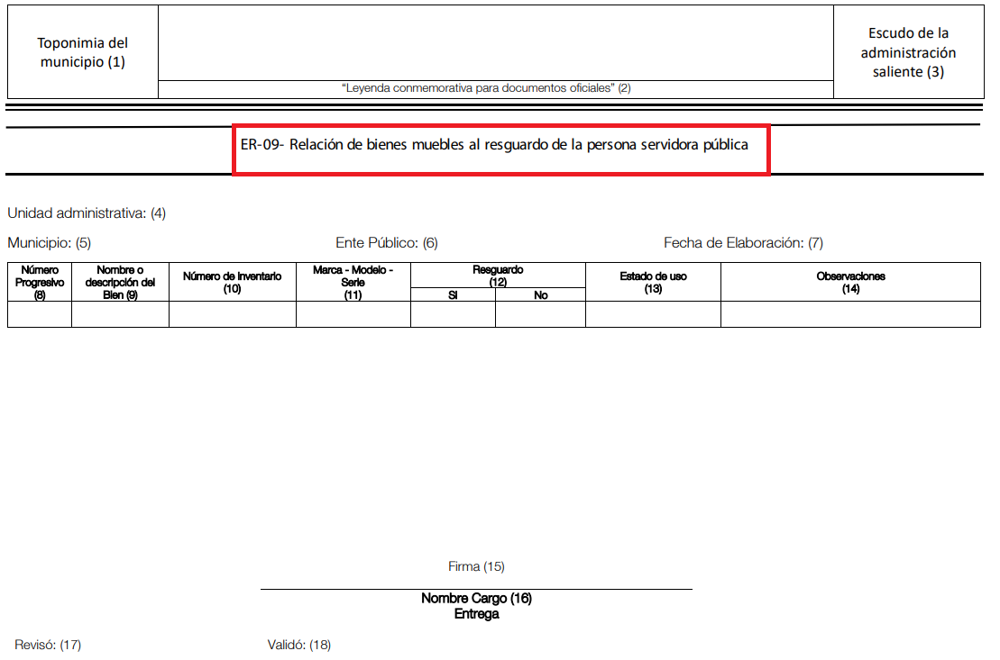 Toponimia del
municipio (1)
“Leyenda conmemorativa para documentos oficiales” (2)
Escudo de la
administración
saliente (3)
ER-09- Relación de bienes muebles al resguardo de la persona servidora pública
Unidad administrativa: (4)
Municipio: (5) Ente Público: (6) Fecha de Elaboración: (7)
Número
Progresivo
(8)
Nombre o
descripción del
Bien (9)
Número de Inventario
(10)
Marca - Modelo -
Serie
(11)
Resguardo
(12)
SI No
Estado de uso
(13)
Observaciones
(14)
Firma (15)
Nombre Cargo (16)
Entrega
Revisó: (17) Validó: (18)